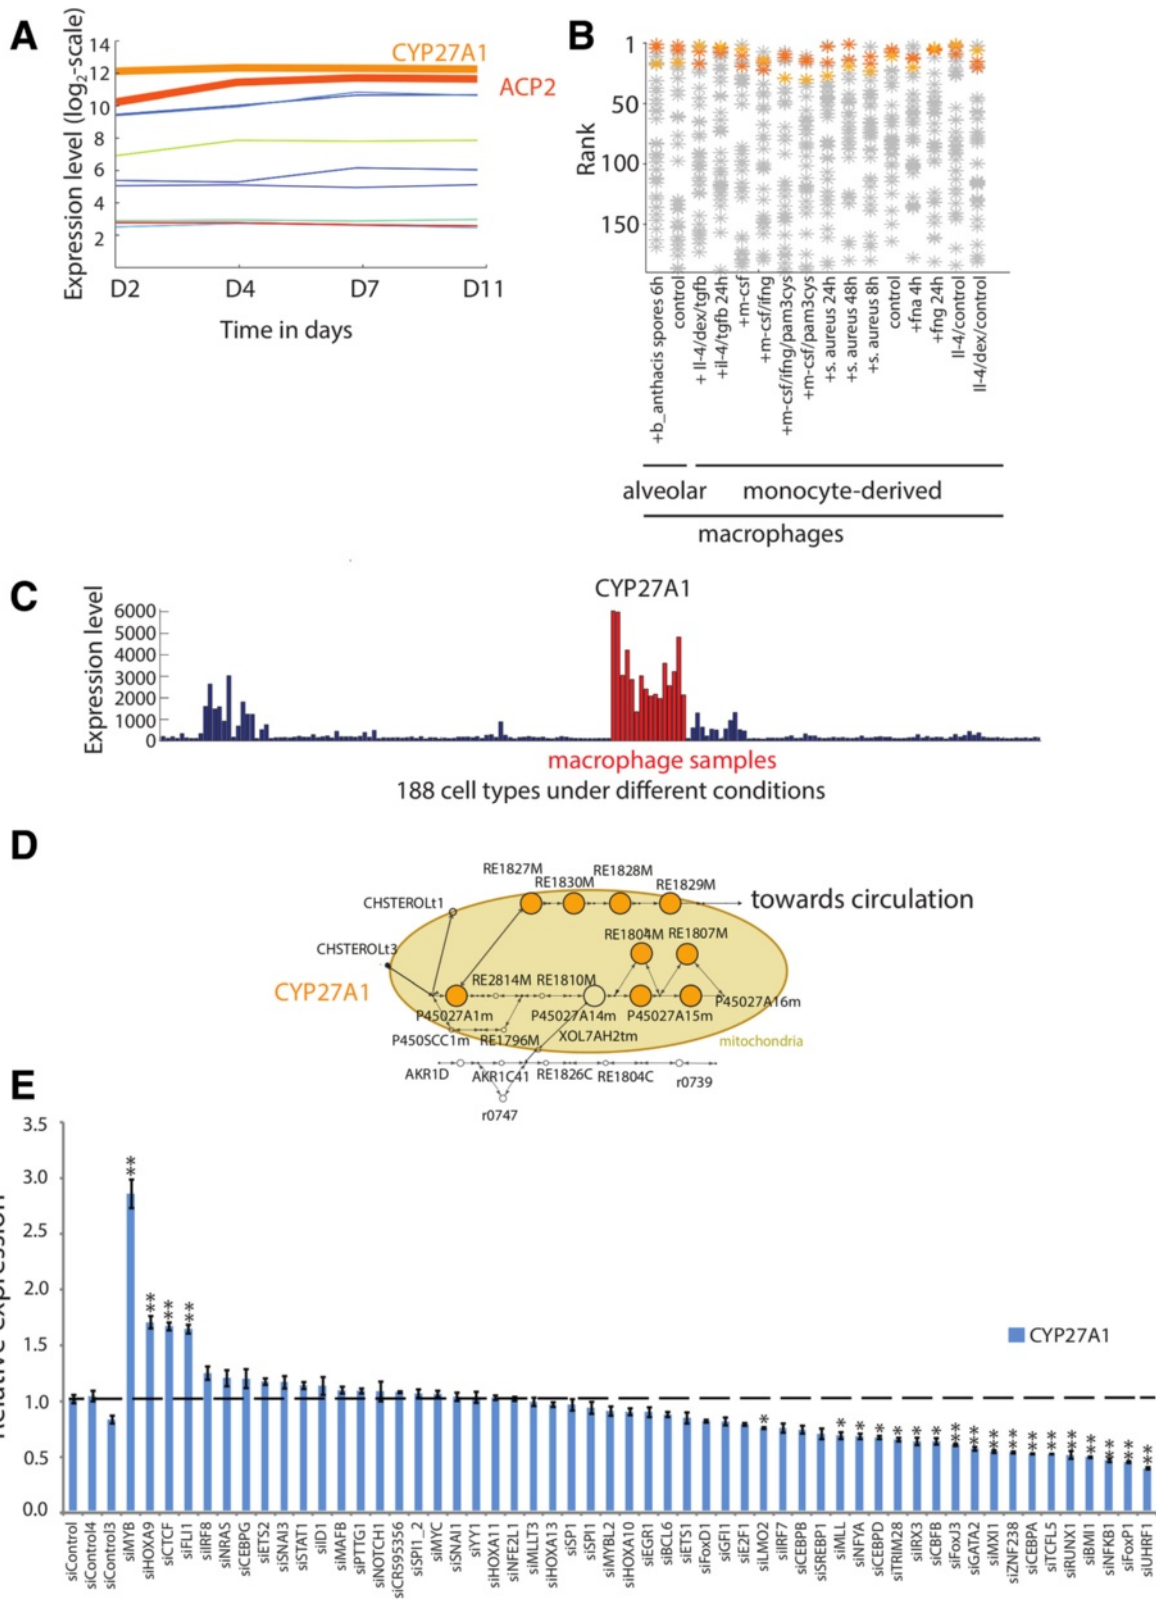 A
Expression level (log2-scale)
14
12
10
8
6
4
2
CYP27A1
ACP2
D2 D4 D7 D11
Time in days
B
Rank
1
50
100
150
+b_anthacis spores 6h
control
+ Il-4/dex/tgfb
+il-4/tgfb 24h
+m-csf
+m-csf/ifng
+m-csf/ifng/pam3cys
+m-csf/pam3cys
+s. aureus 24h
+s. aureus 48h
+s. aureus 8h
control
+fna 4h
+fng 24h
Il-4/control
Il-4/dex/control
alveolar monocyte-derived
macrophages
C
CYP27A1
Expression level
6000
5000
4000
3000
2000
1000
0
macrophage samples
188 cell types under different conditions
D
RE1827M RE1828M
RE1830M RE1829M
CHSTEROLt1
towards circulation
RE1804M RE1807M
CHSTEROLt3
RE2814M RE1810M
CYP27A1
P45027A16m
P45027A1m P45027A14m P45027A15m
P450SCC1m RE1796M XOL7AH2tm
mitochondria
AKR1D AKR1C41 RE1826C RE1804C r0739
r0747
E
Relative expression
3.5
3.0
2.5
2.0
1.5
1.0
0.5
0.0
CYP27A1
siControl
siControl4
siControl3
siMYB
siHOXA9
siCTCF
siFLI1
siIRF8
siNRAS
siCEBPG
siETS2
siSNAI3
siSTAT1
siID1
siMAFB
siPTTG1
siNOTCH1
siCR595356
siSPI1_2
siMYC
siSNAI1
siYY1
siHOXA11
siNFE2L1
siMLLT3
siHOXA13
siSP1
siSPI1
siMYBL2
siHOXA10
siEGR1
siBCL6
siETS1
siFoxD1
siGFI1
siE2F1
siLMO2
siIRF7
siCEBPB
siSREBP1
siMLL
siNFYA
siCEBPD
siTRIM28
siIRX3
siCBFB
siFoxJ3
siGATA2
siMXI1
siZNF238
siCEBPA
siTCFL5
siRUNX1
siBMI1
siNFKB1
siFoxP1
siUHRF1